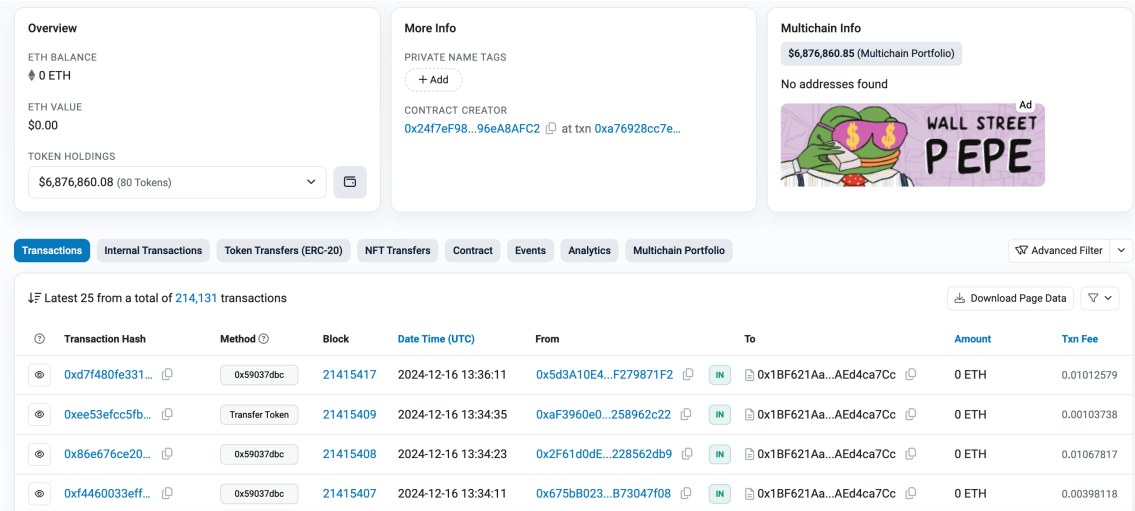 Overview
ETH BALANCE
0 ETH
ETH VALUE
$0.00
TOKEN HOLDINGS
$6,876,860.08 (80 Tokens)
More Info
PRIVATE NAME TAGS
+ Add
CONTRACT CREATOR
0x24f7eF98...96eA8AFC2 at txn 0xa76928cc7e...
Multichain Info
$6,876,860.85 (Multichain Portfolio)
No addresses found
Ad
WALL STREET
PEPE
Transactions Internal Transactions Token Transfers (ERC-20) NFT Transfers Contract Events Analytics Multichain Portfolio Advanced Filter
Latest 25 from a total of 214,131 transactions Download Page Data
Transaction Hash Method Block Date Time (UTC) From To Amount Txn Fee
0xd7f480fe331... 0x59037dbc 21415417 2024-12-16 13:36:11 0x5d3A10E4...F279871F2 IN 0x1BF621Aa...AEd4ca7Cc 0 ETH 0.01012579
0xee53efcc5fb... Transfer Token 21415409 2024-12-16 13:34:35 0xaF3960e0...258962c22 IN 0x1BF621Aa...AEd4ca7Cc 0 ETH 0.00103738
0x86e676ce20... 0x59037dbc 21415408 2024-12-16 13:34:23 0x2F61d0dE...228562db9 IN 0x1BF621Aa...AEd4ca7Cc 0 ETH 0.01067817
0xf4460033eff... 0x59037dbc 21415407 2024-12-16 13:34:11 0x675bB023...B73047f08 IN 0x1BF621Aa...AEd4ca7Cc 0 ETH 0.00398118